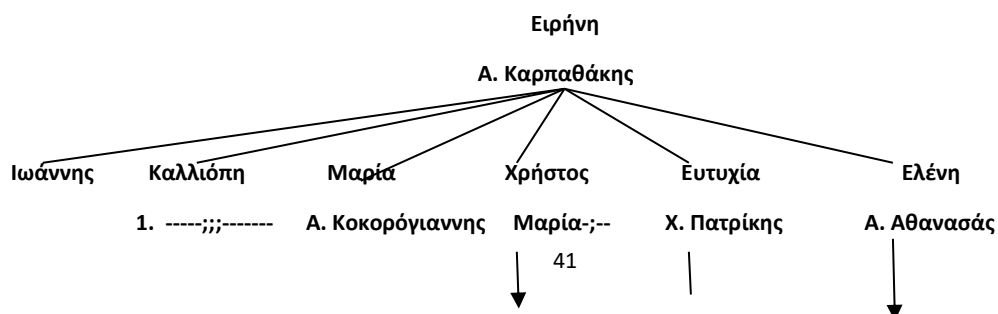 Ειρήνη
Α. Καρπαθάκης
Ιωάννης Καλλιόπη Μαρία Χρήστος Ευτυχία Ελένη
1. -----;;;------- Α. Κοκορόγιαννης Μαρία-;-- Χ. Πατρίκης Α. Αθανασάς
41